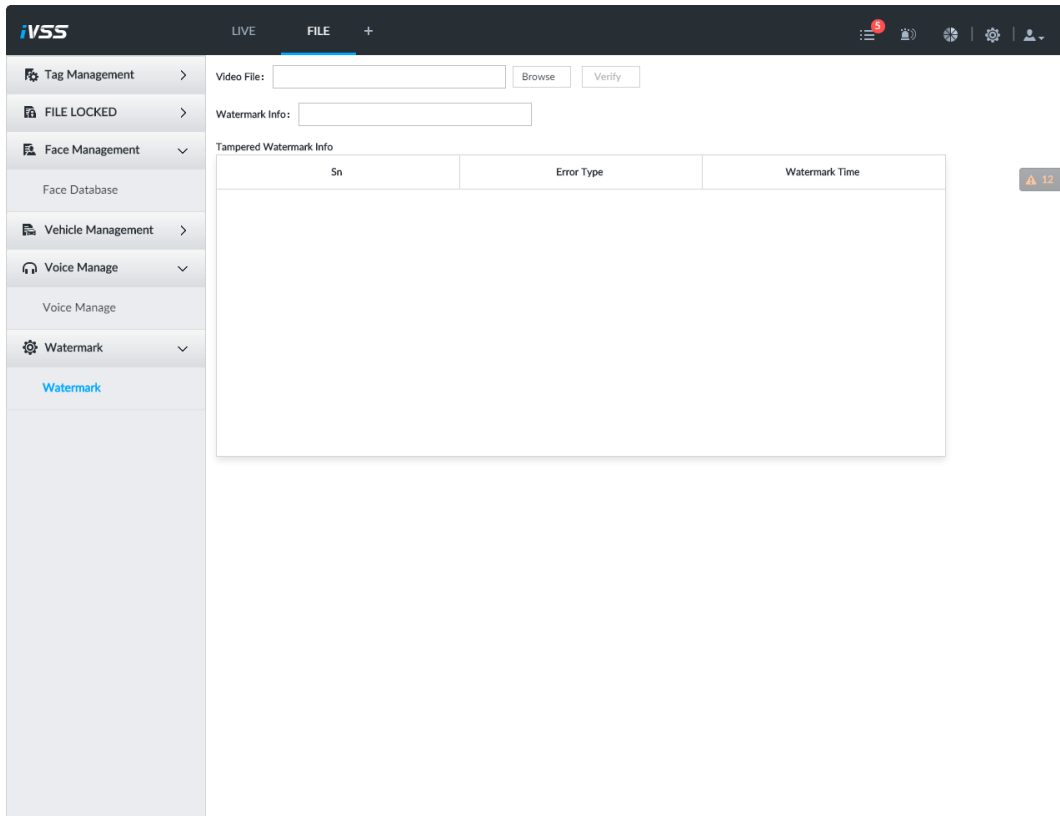 iVSS
LIVE
FILE
+
5
Tag Management
FILE LOCKED
Face Management
Face Database
Vehicle Management
Voice Manage
Voice Manage
Watermark
Watermark
Video File:
Browse
Verify
Watermark Info:
Tampered Watermark Info
Sn Error Type Watermark Time
12